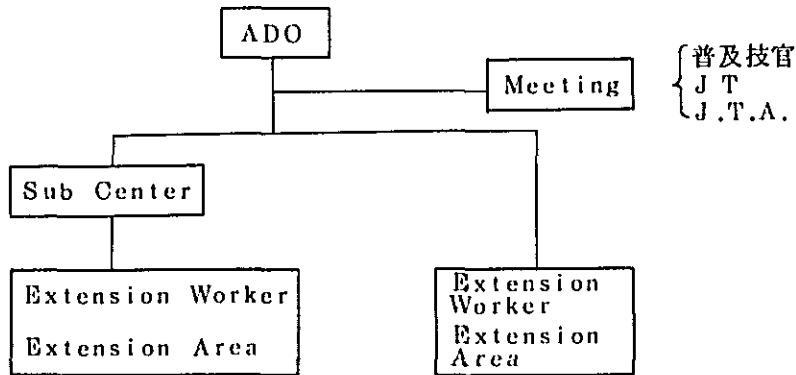 ADO
Meeting
普及技官
J T
J.T.A.
Sub Center
Extension Worker
Extension Area
Extension
Worker
Extension
Area